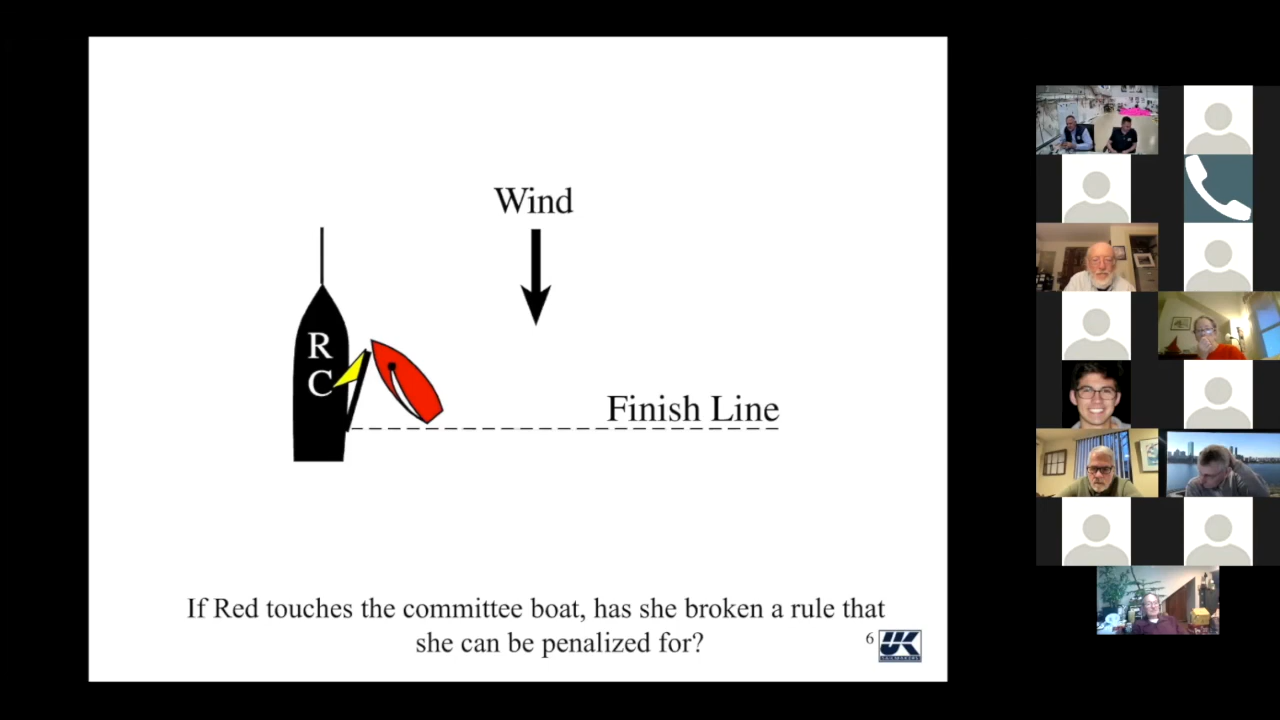 Wind
R
C
Finish Line
If Red touches the committee boat, has she broken a rule that
she can be penalized for?
6
UK